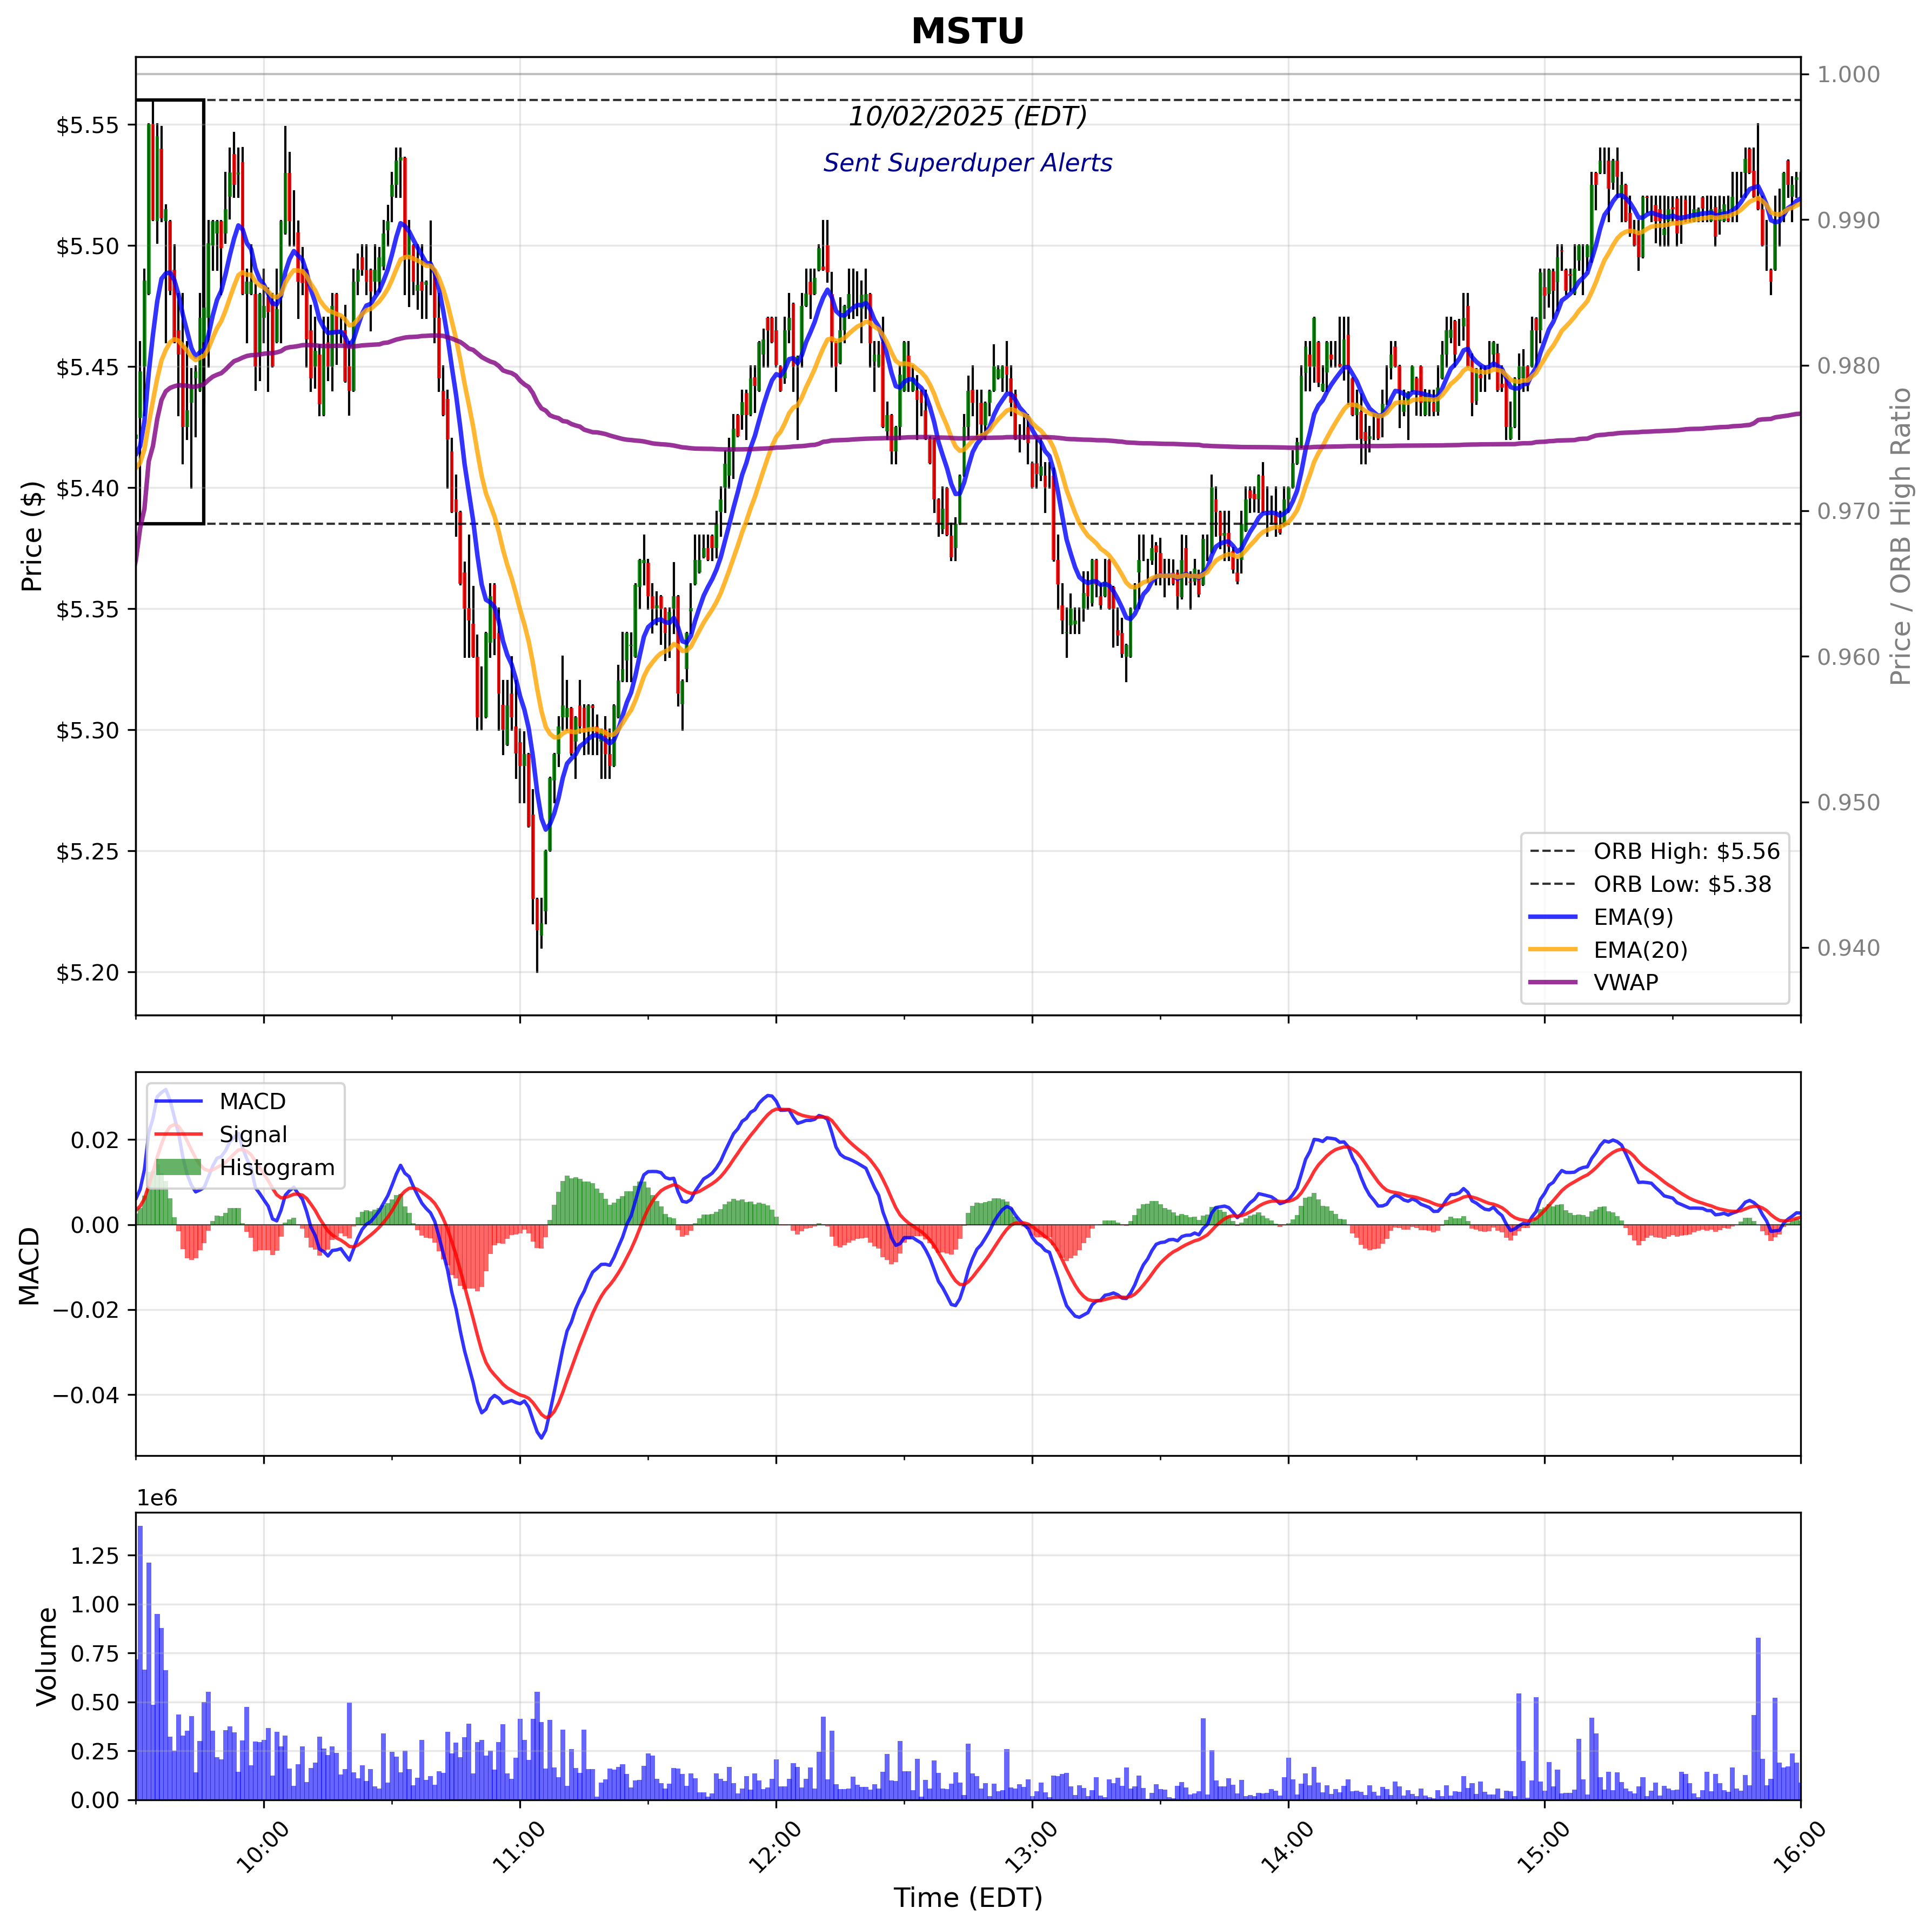 MSTU
10/02/2025 (EDT)
Sent Superduper Alerts
Price ($)
$5.55
$5.50
$5.45
$5.40
$5.35
$5.30
$5.25
$5.20
1.000
0.990
0.980
0.970
0.960
0.950
0.940
Price / ORB High Ratio
ORB High: $5.56
ORB Low: $5.38
EMA(9)
EMA(20)
VWAP
MACD
0.02
0.00
−0.02
−0.04
MACD
Signal
Histogram
1e6
Volume
1.25
1.00
0.75
0.50
0.25
0.00
10:00
11:00
12:00
13:00
14:00
15:00
16:00
Time (EDT)